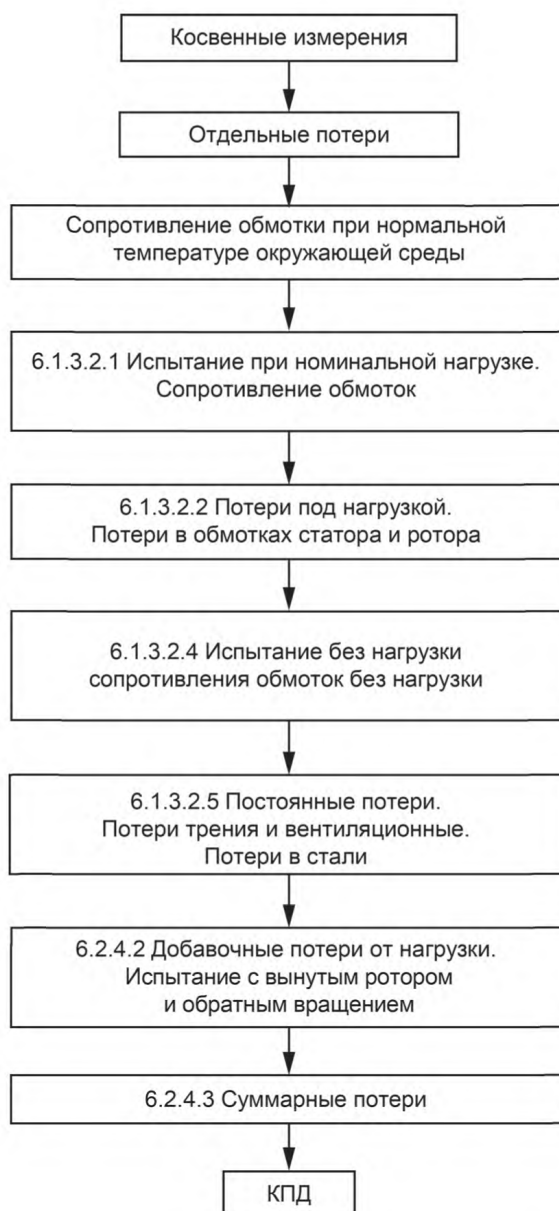 Косвенные измерения
Отдельные потери
Сопротивление обмотки при нормальной
температуре окружающей среды
6.1.3.2.1 Испытание при номинальной нагрузке.
Сопротивление обмоток
6.1.3.2.2 Потери под нагрузкой.
Потери в обмотках статора и ротора
6.1.3.2.4 Испытание без нагрузки
сопротивления обмоток без нагрузки
6.1.3.2.5 Постоянные потери.
Потери трения и вентиляционные.
Потери в стали
6.2.4.2 Добавочные потери от нагрузки.
Испытание с вынутым ротором
и обратным вращением
6.2.4.3 Суммарные потери
КПД